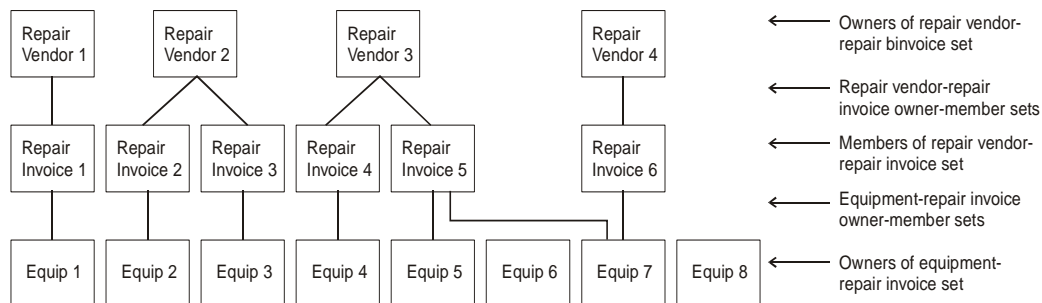 Repair
Vendor 1
Repair
Vendor 2
Repair
Vendor 3
Repair
Vendor 4
Owners of repair vendor-
repair binvoice set
Repair vendor-repair
invoice owner-member sets
Repair
Invoice 1
Repair
Invoice 2
Repair
Invoice 3
Repair
Invoice 4
Repair
Invoice 5
Repair
Invoice 6
Members of repair vendor-
repair invoice set
Equipment-repair invoice
owner-member sets
Equip 1
Equip 2
Equip 3
Equip 4
Equip 5
Equip 6
Equip 7
Equip 8
Owners of equipment-
repair invoice set